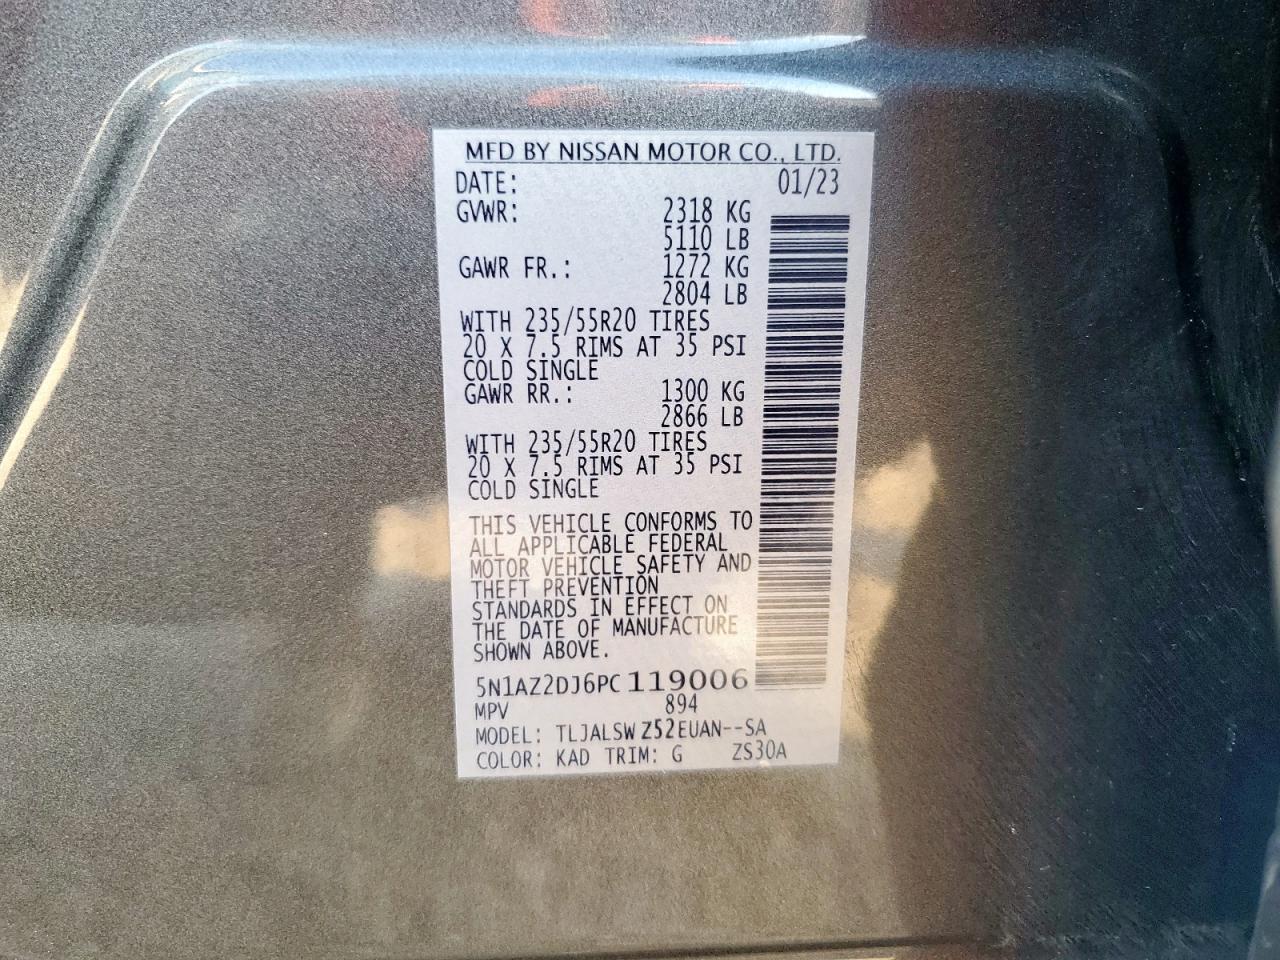 MFD BY NISSAN MOTOR CO., LTD.
DATE: 01/23
GVWR: 2318 KG
5110 LB
GAWR FR.: 1272 KG
2804 LB
WITH 235/55R20 TIRES
20 X 7.5 RIMS AT 35 PSI
COLD SINGLE
GAWR RR.: 1300 KG
2866 LB
WITH 235/55R20 TIRES
20 X 7.5 RIMS AT 35 PSI
COLD SINGLE
THIS VEHICLE CONFORMS TO
ALL APPLICABLE FEDERAL
MOTOR VEHICLE SAFETY AND
THEFT PREVENTION
STANDARDS IN EFFECT ON
THE DATE OF MANUFACTURE
SHOWN ABOVE.
5N1AZ2DJ6PC 119006
MPV 894
MODEL: TLJALSW Z52EUAN--SA
COLOR: KAD TRIM: G ZS30A